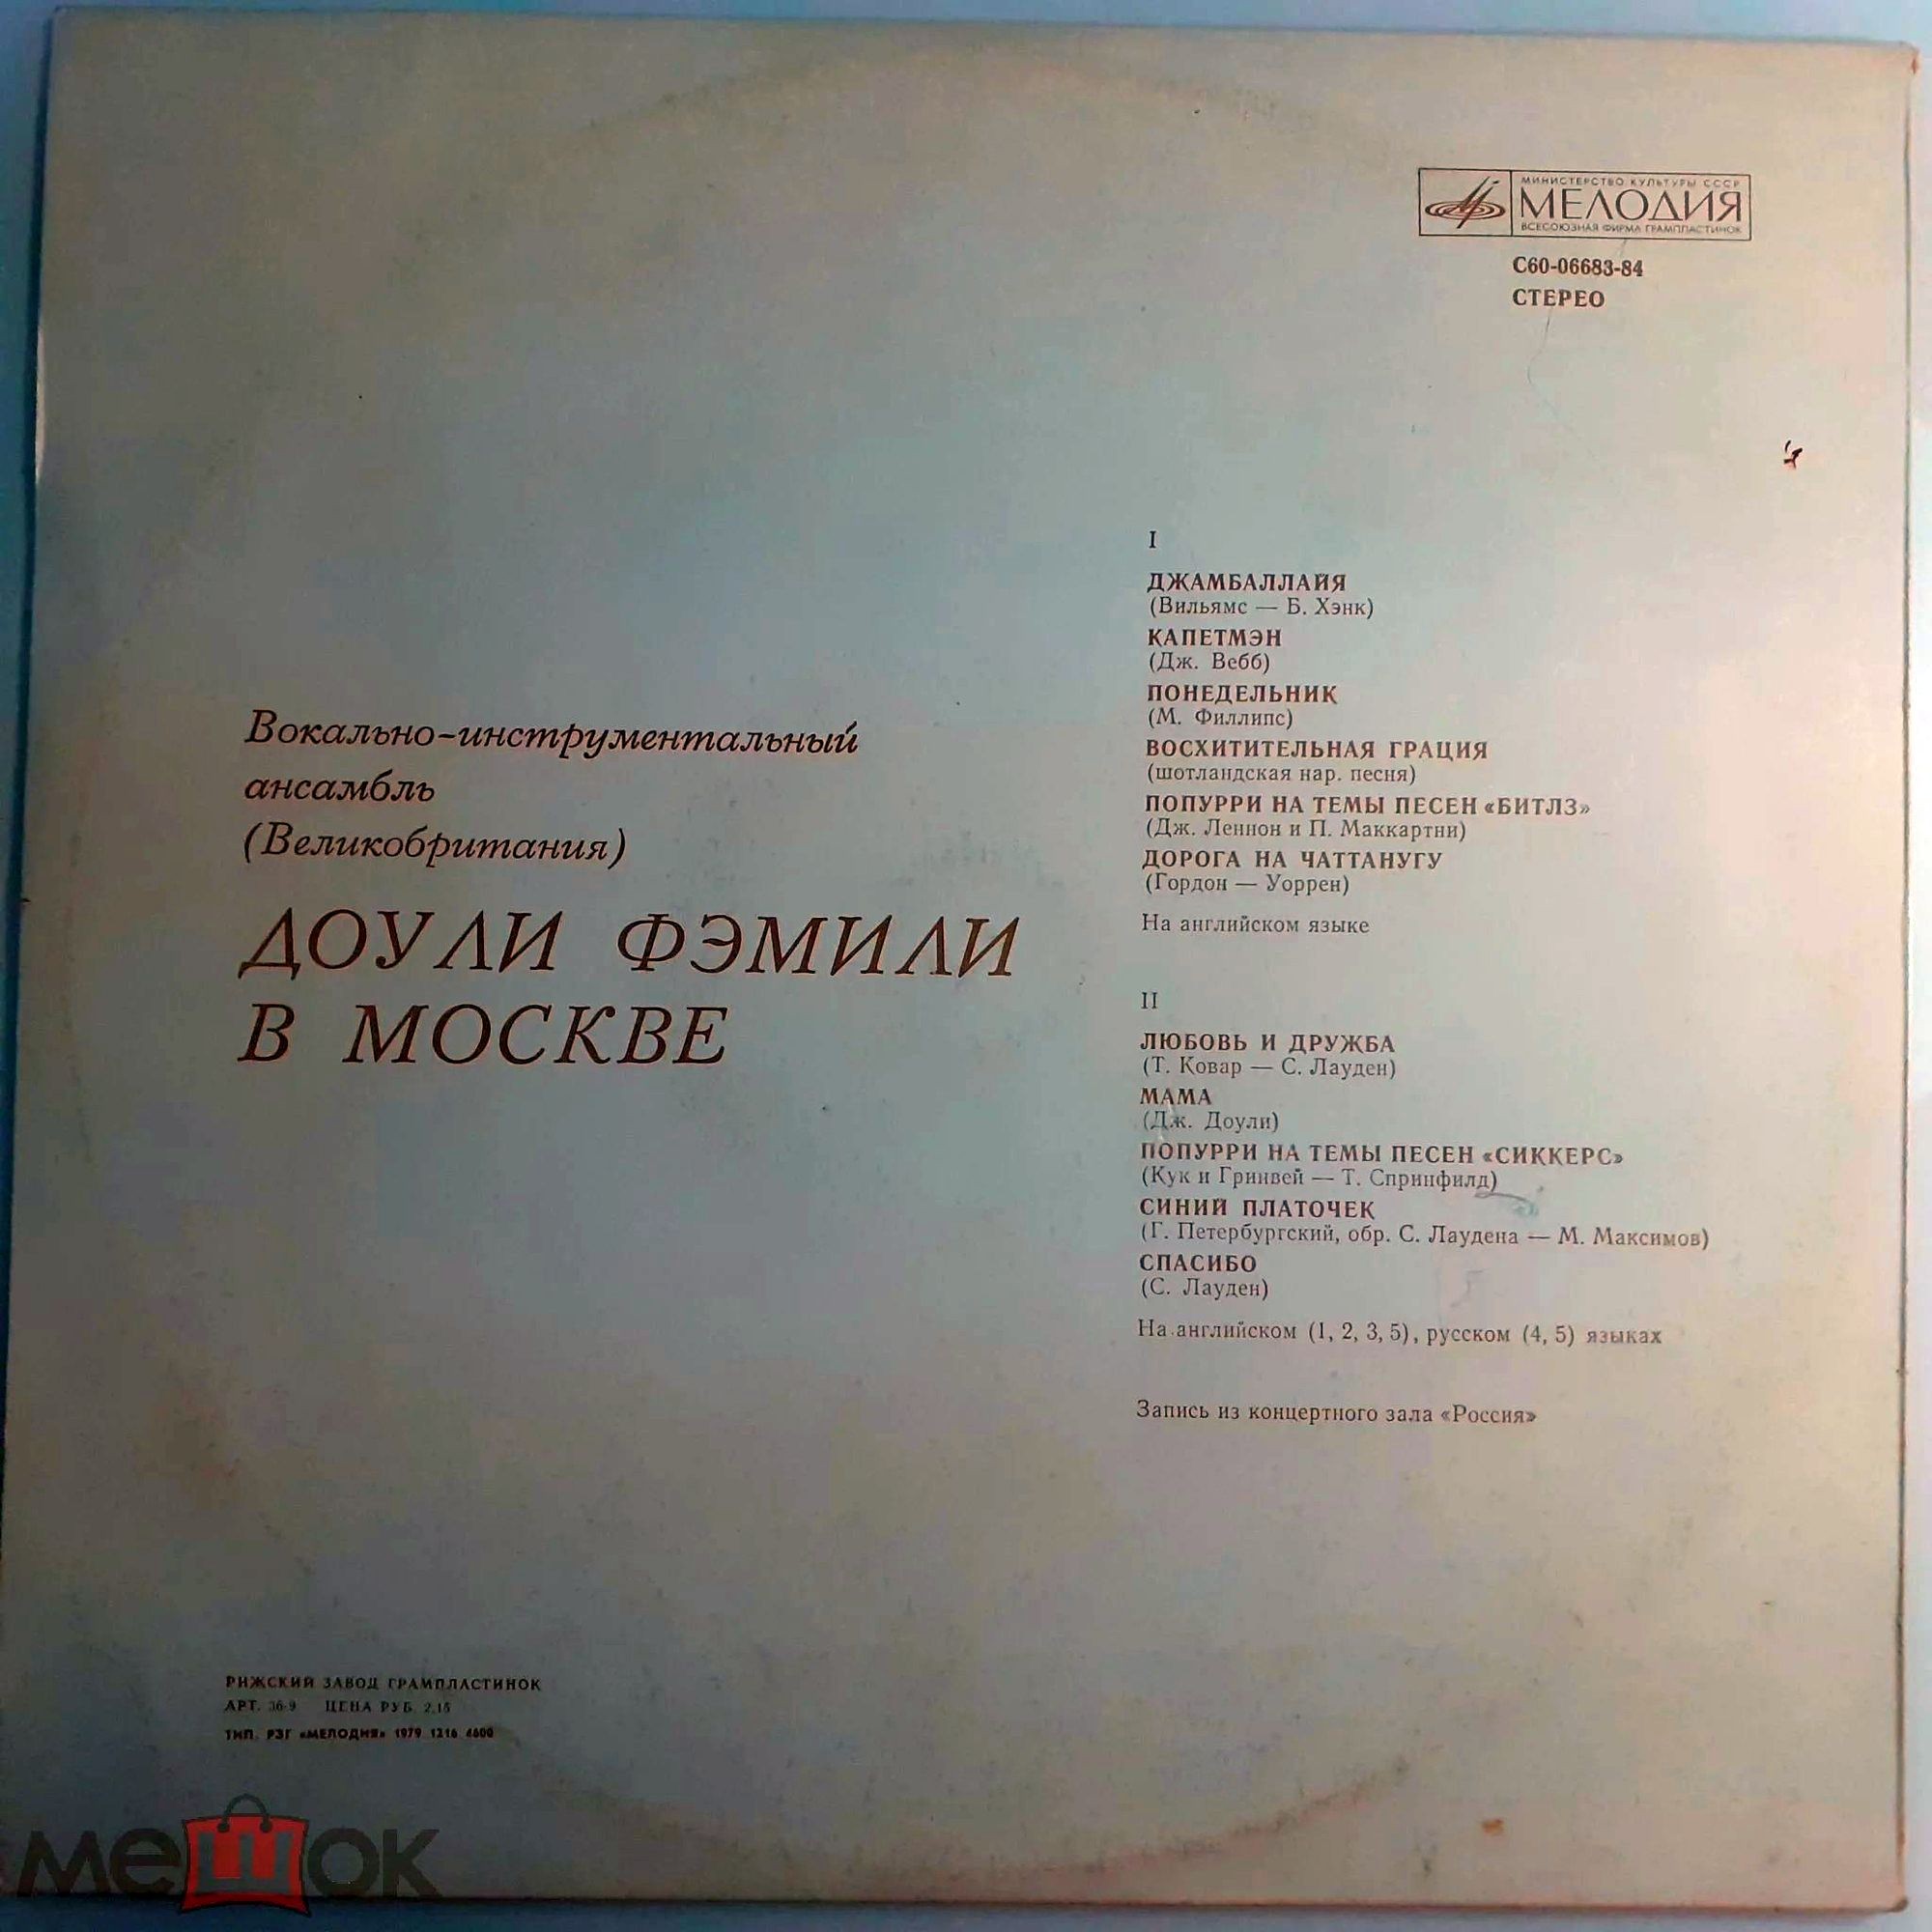 МИНИСТЕРСТВО КУЛЬТУРЫ СССР
МЕЛОДИЯ
ВСЕСОЮЗНАЯ ФИРМА ГРАМПЛАСТИНОК
С60-06683-84
СТЕРЕО
Вокально-инструментальный
ансамбль
(Великобритания)
ДОУЛИ ФЭМИЛИ
В МОСКВЕ
I
ДЖАМБАЛЛАЙЯ
(Вильямс — Б. Хэнк)
КАПЕТМЭН
(Дж. Вебб)
ПОНЕДЕЛЬНИК
(М. Филлипс)
ВОСХИТИТЕЛЬНАЯ ГРАЦИЯ
(шотландская нар. песня)
ПОПУРРИ НА ТЕМЫ ПЕСЕН «БИТЛЗ»
(Дж. Леннон и П. Маккартни)
ДОРОГА НА ЧАТТАНУГУ
(Гордон — Уоррен)
На английском языке
II
ЛЮБОВЬ И ДРУЖБА
(Т. Ковар — С. Лауден)
МАМА
(Дж. Доули)
ПОПУРРИ НА ТЕМЫ ПЕСЕН «СИККЕРС»
(Кук и Гринвей — Т. Спринфилд)
СИНИЙ ПЛАТОЧЕК
(Г. Петербургский, обр. С. Лаудена — М. Максимов)
СПАСИБО
(С. Лауден)
На английском (1, 2, 3, 5), русском (4, 5) языках
Запись из концертного зала «Россия»
РИЖСКИЙ ЗАВОД ГРАМПЛАСТИНОК
АРТ. 36-9 ЦЕНА РУБ. 2,15
ТИП. РЗГ «МЕЛОДИЯ» 1979 1216 4600
мешок